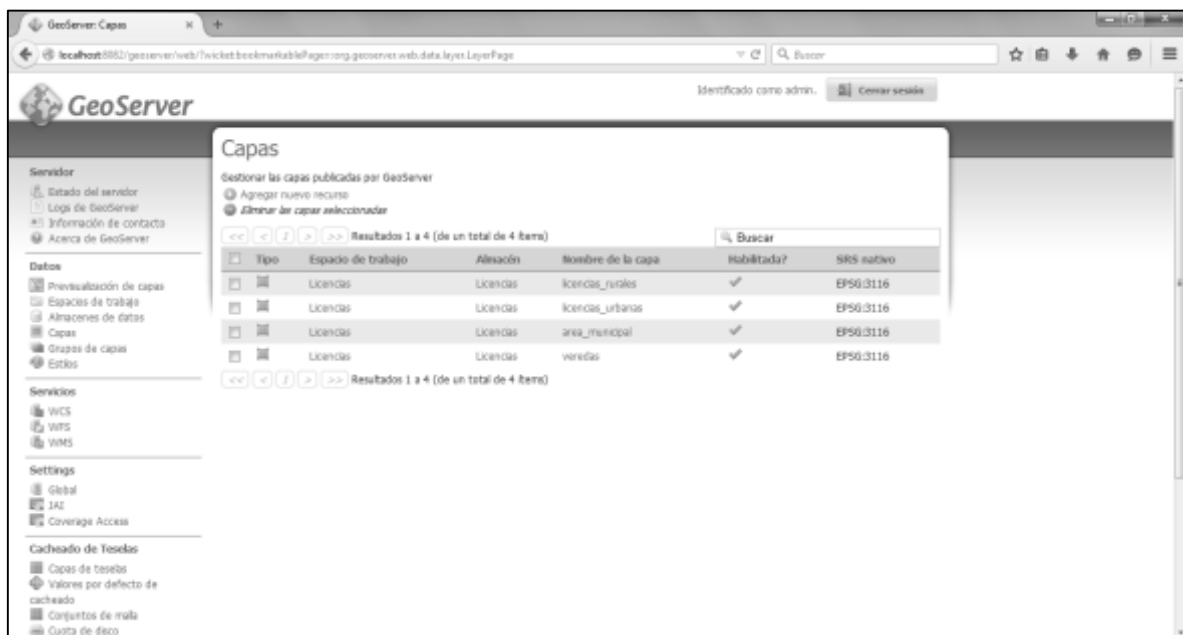 GeoServer: Capas
localhost:8082/geoserver/web/?wicket:bookmarkablePage=:org.geoserver.web.data.layer.LayerPage
Buscar
GeoServer
Identificado como admin.
Cerrar sesión
Capas
Gestionar las capas publicadas por GeoServer
Agregar nuevo recurso
Eliminar las capas seleccionadas
<< < 1 > >> Resultados 1 a 4 (de un total de 4 ítems)
Buscar
Tipo Espacio de trabajo Almacén Nombre de la capa Habilitada? SRS nativo
Licencias Licencias licencias_rurales EPSG:3116
Licencias Licencias licencias_urbanas EPSG:3116
Licencias Licencias area_municipal EPSG:3116
Licencias Licencias veredas EPSG:3116
<< < 1 > >> Resultados 1 a 4 (de un total de 4 ítems)
Servidor
Estado del servidor
Logs de GeoServer
Información de contacto
Acerca de GeoServer
Datos
Previsualización de capas
Espacios de trabajo
Almacenes de datos
Capas
Grupos de capas
Estilos
Servicios
WCS
WFS
WMS
Settings
Global
JAI
Coverage Access
Cacheado de Teselas
Capas de teselas
Valores por defecto de
cacheado
Conjuntos de malla
Cuota de disco